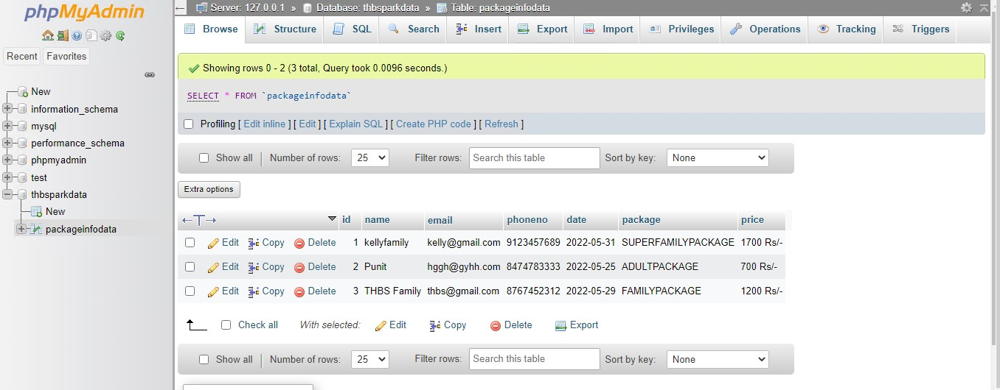 phpMyAdmin
Recent Favorites
New
information_schema
mysql
performance_schema
phpmyadmin
test
thbsparkdata
New
packageinfodata
Server: 127.0.0.1 » Database: thbsparkdata » Table: packageinfodata
Browse Structure SQL Search Insert Export Import Privileges Operations Tracking Triggers
Showing rows 0 - 2 (3 total, Query took 0.0096 seconds.)
SELECT * FROM `packageinfodata`
Profiling [ Edit inline ] [ Edit ] [ Explain SQL ] [ Create PHP code ] [ Refresh ]
Show all Number of rows: 25 Filter rows: Search this table Sort by key: None
Extra options
←T→ id name email phoneno date package price
Edit Copy Delete 1 kellyfamily kelly@gmail.com 9123457689 2022-05-31 SUPERFAMILYPACKAGE 1700 Rs/-
Edit Copy Delete 2 Punit hggh@gyhh.com 8474783333 2022-05-25 ADULTPACKAGE 700 Rs/-
Edit Copy Delete 3 THBS Family thbs@gmail.com 8767452312 2022-05-29 FAMILYPACKAGE 1200 Rs/-
Check all With selected: Edit Copy Delete Export
Show all Number of rows: 25 Filter rows: Search this table Sort by key: None